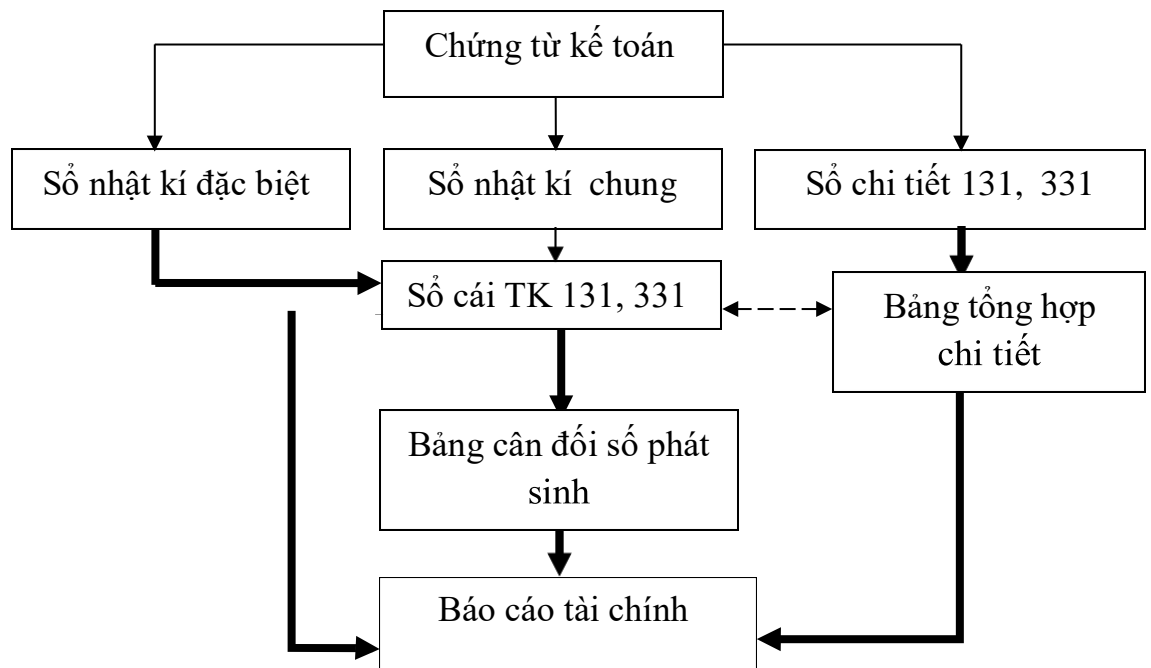 Chứng từ kế toán
Sổ nhật kí đặc biệt
Sổ nhật kí chung
Sổ chi tiết 131, 331
Sổ cái TK 131, 331
Bảng tổng hợp
chi tiết
Bảng cân đối số phát
sinh
Báo cáo tài chính